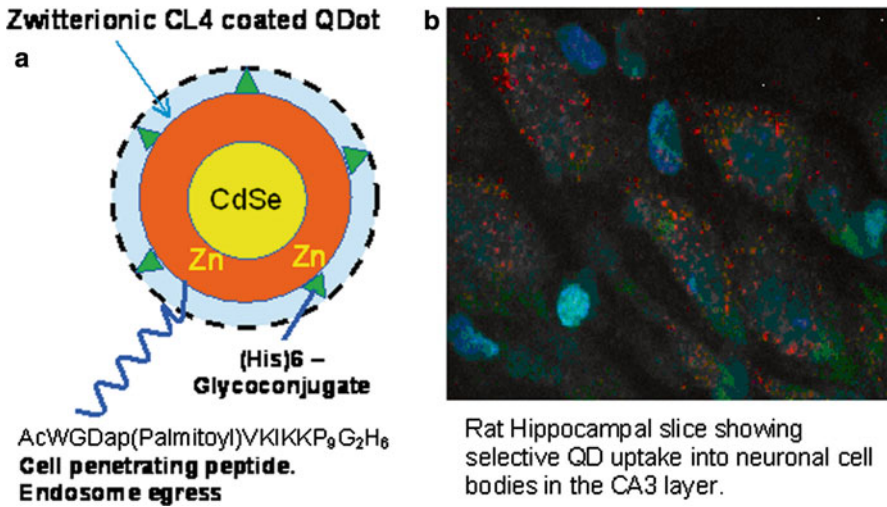 Zwitterionic CL4 coated QDot
a
CdSe
Zn Zn
(His)6 –
Glycoconjugate
AcWGDap(Palmitoyl)VKIKKP₉G₂H₆
Cell penetrating peptide.
Endosome egress
b
Rat Hippocampal slice showing
selective QD uptake into neuronal cell
bodies in the CA3 layer.